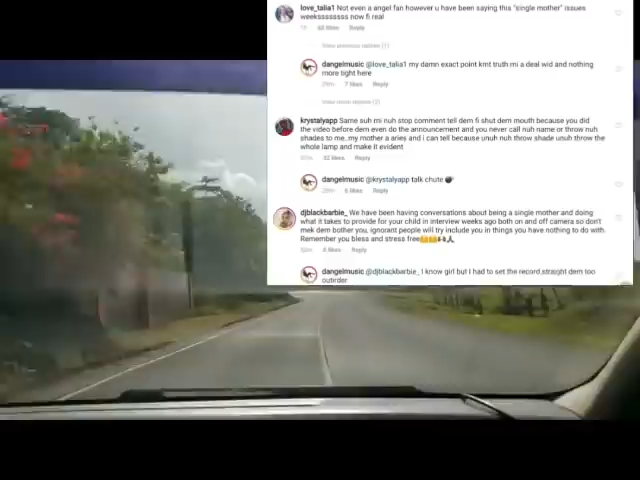 love_talia1 Not even a angel fan however u have been saying this "single mother" issues
weekssssssss now fi real
68 likes Reply
View previous replies (1)
dangelmusic @love_talia1 my damn exact point kmt truth mi a deal wid and nothing
more tight here
7 likes Reply
View more replies (2)
krystalyapp Same suh mi nuh stop comment tell dem fi shut dem mouth because you did
the video before dem even do the announcement and you never call nuh name or throw nuh
shades to me..my mother a aries and i can tell because unuh nuh throw shade unuh throw the
whole lamp and make it evident
32 likes Reply
dangelmusic @krystalyapp talk chute 💣
6 likes Reply
djblackbarbie_ We have been having conversations about being a single mother and doing
what it takes to provide for your child in interview weeks ago both on and off camera so don't
mek dem bother you, ignorant people will try include you in things you have nothing to do with.
Remember you bless and stress free
8 likes Reply
dangelmusic @djblackbarbie_ I know girl but I had to set the record.straight dem too
outirder